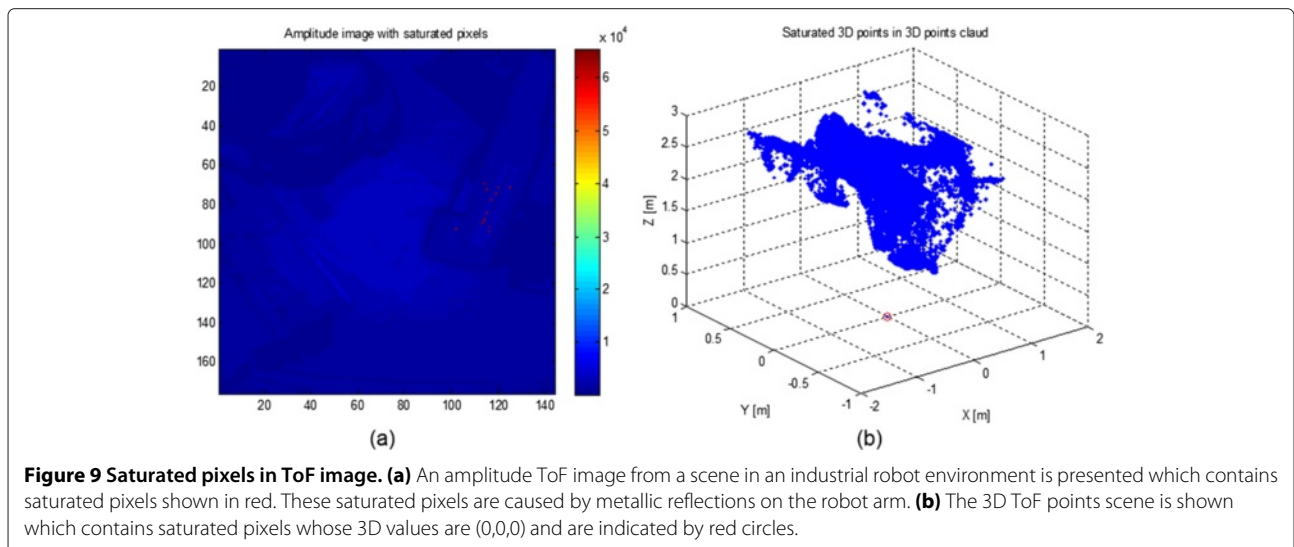 Amplitude image with saturated pixels
x 10⁴
20
40
60
80
100
120
140
160
20 40 60 80 100 120 140
6
5
4
3
2
1
(a)
Saturated 3D points in 3D points claud
3
2.5
2
1.5
1
0.5
0
Z [m]
1
0.5
0
-0.5
-1
Y [m]
-2
-1
0
1
2
X [m]
(b)
Figure 9 Saturated pixels in ToF image. (a) An amplitude ToF image from a scene in an industrial robot environment is presented which contains
saturated pixels shown in red. These saturated pixels are caused by metallic reflections on the robot arm. (b) The 3D ToF points scene is shown
which contains saturated pixels whose 3D values are (0,0,0) and are indicated by red circles.